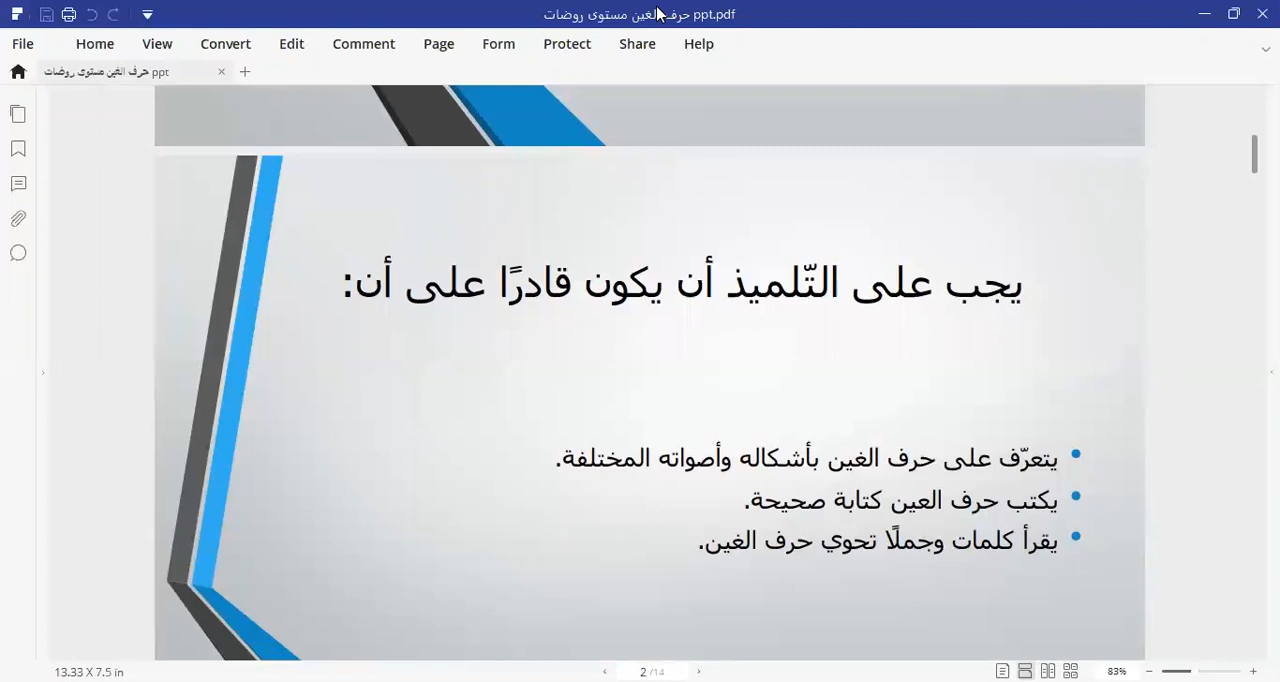 حرف الغين مستوى روضات ppt.pdf
File Home View Convert Edit Comment Page Form Protect Share Help
حرف الغين مستوى روضات ppt
يجب على التّلميذ أن يكون قادرًا على أن:
يتعرّف على حرف الغين بأشكاله وأصواته المختلفة.
يكتب حرف العين كتابة صحيحة.
يقرأ كلمات وجملًا تحوي حرف الغين.
13.33 X 7.5 in
2 /14
83%